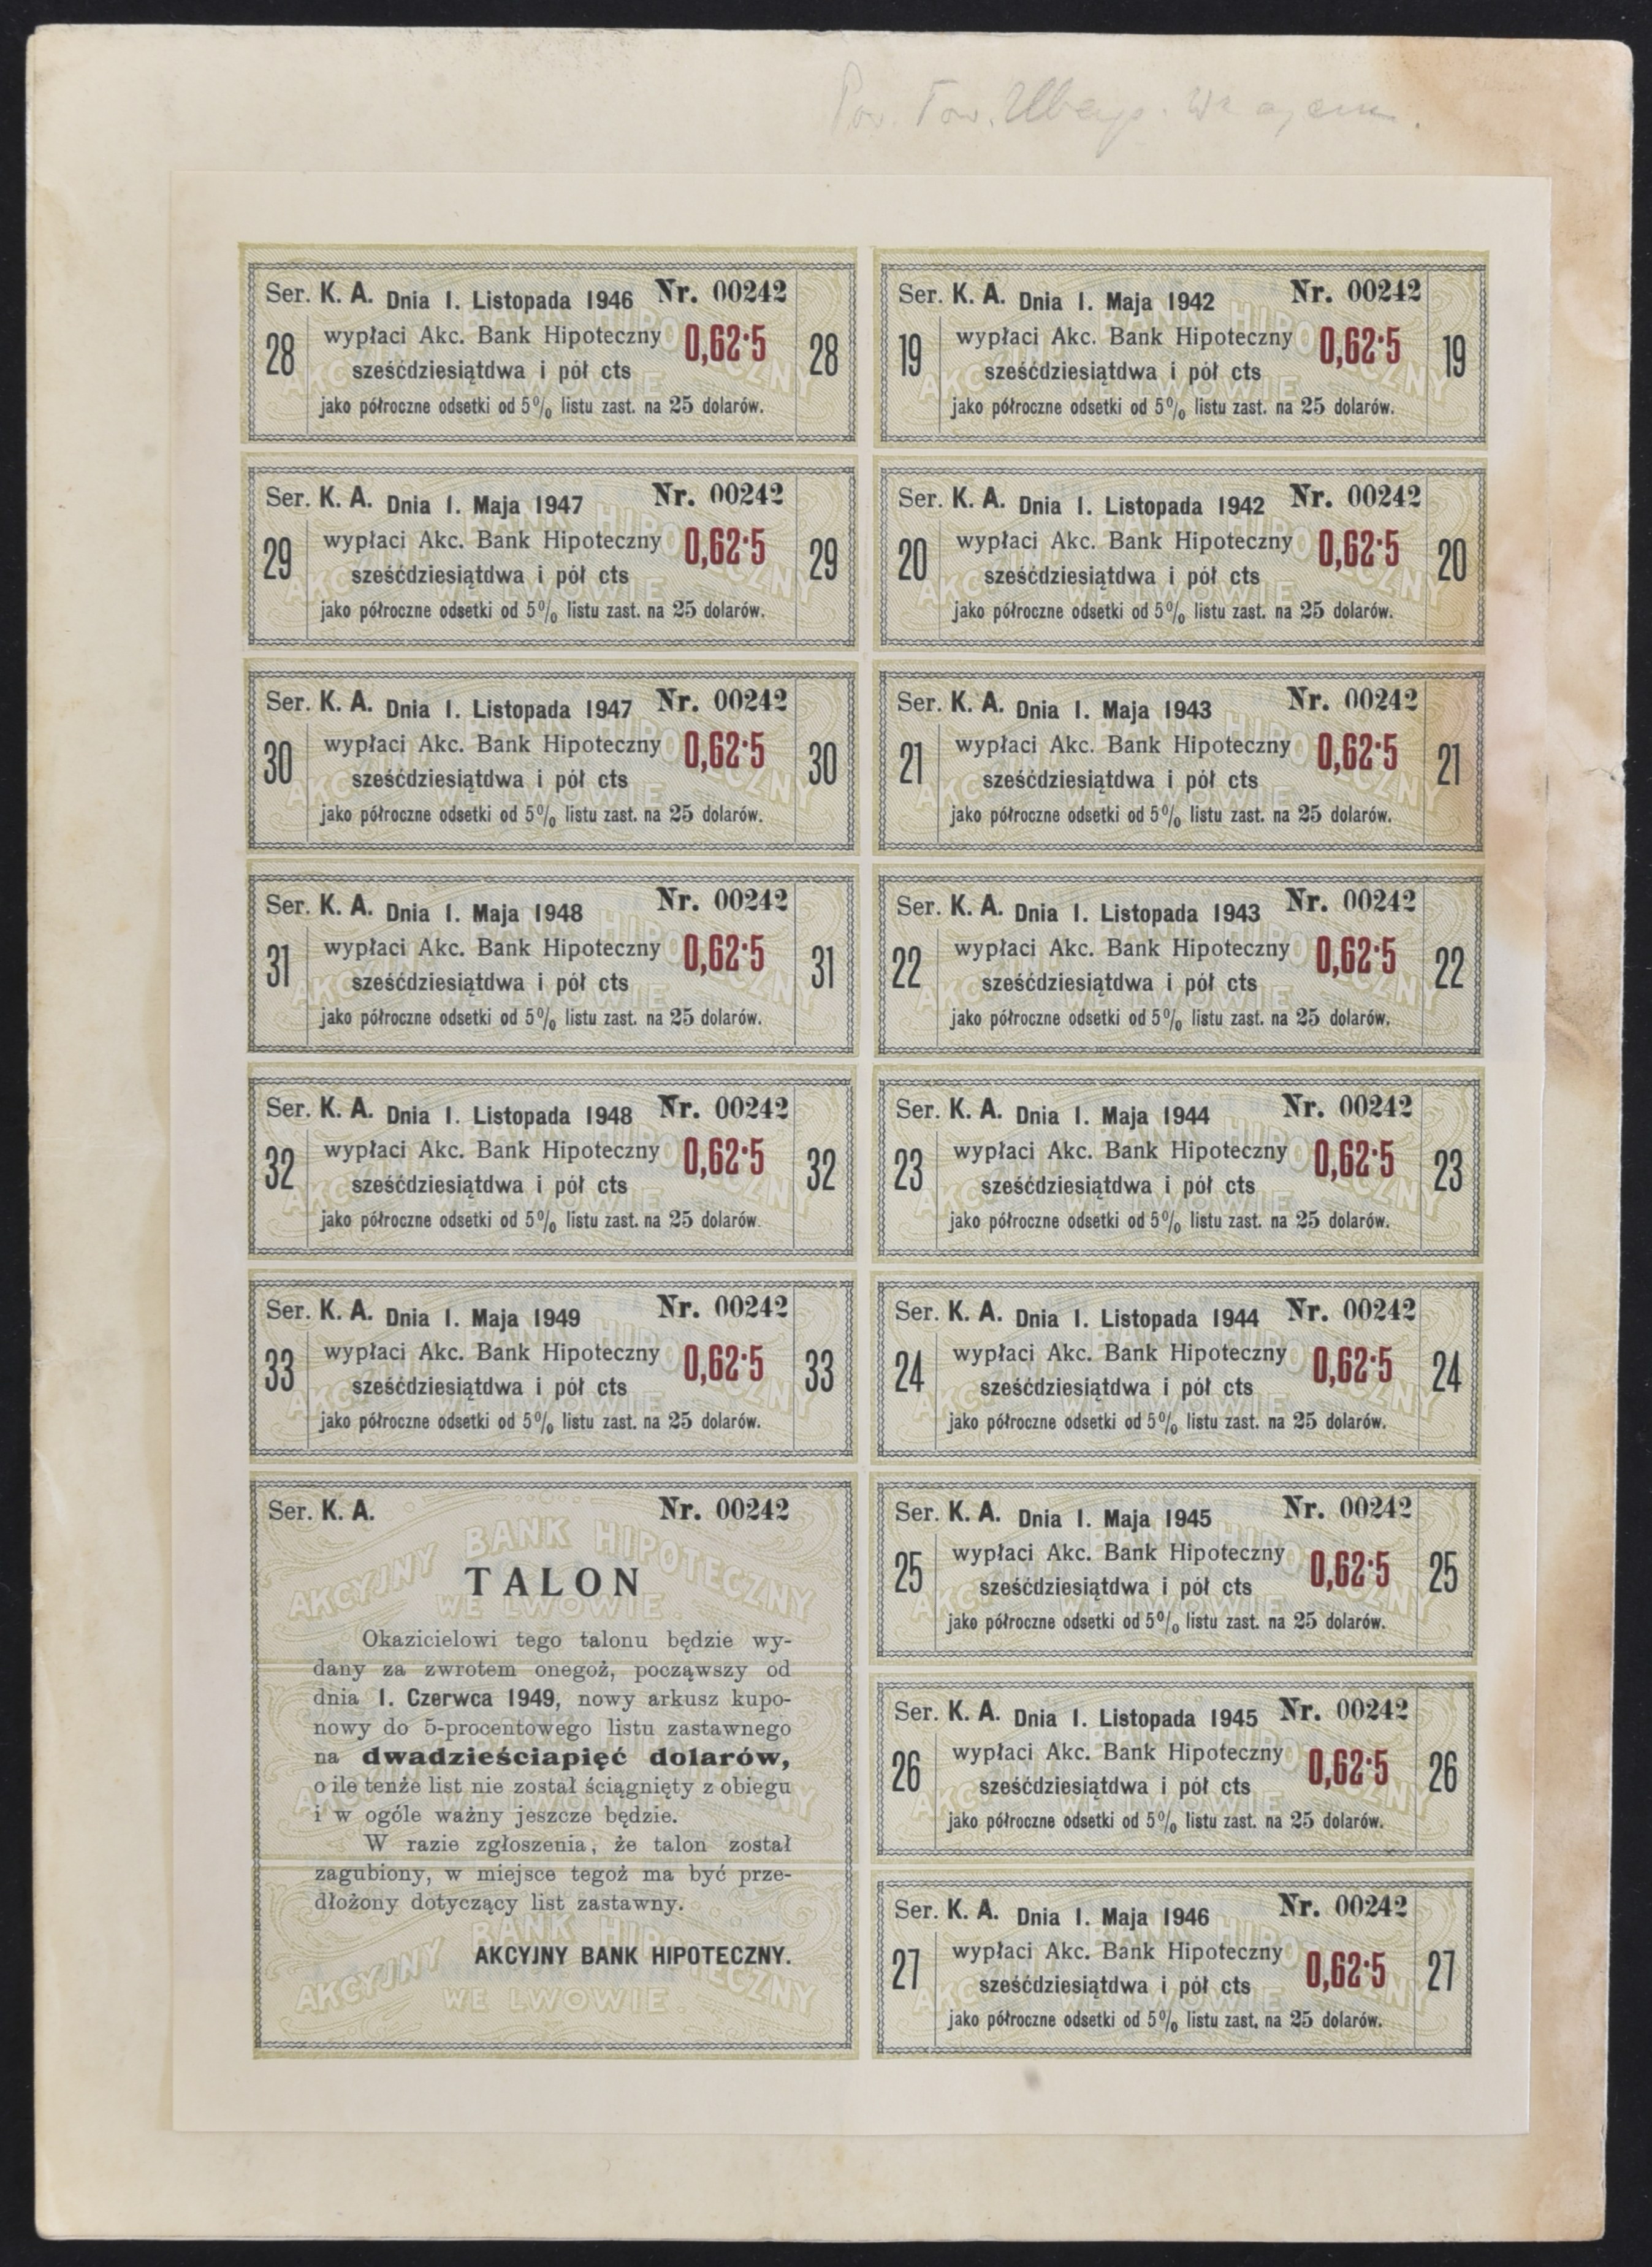 Pow. Tow.
Ser. K. A. Dnia 1. Listopada 1946 Nr. 00242
28 wypłaci Akc. Bank Hipoteczny 0,62·5 28
sześćdziesiątdwa i pół cts
jako półroczne odsetki od 5% listu zast. na 25 dolarów.
Ser. K. A. Dnia 1. Maja 1947 Nr. 00242
29 wypłaci Akc. Bank Hipoteczny 0,62·5 29
sześćdziesiątdwa i pół cts
jako półroczne odsetki od 5% listu zast. na 25 dolarów.
Ser. K. A. Dnia 1. Listopada 1947 Nr. 00242
30 wypłaci Akc. Bank Hipoteczny 0,62·5 30
sześćdziesiątdwa i pół cts
jako półroczne odsetki od 5% listu zast. na 25 dolarów.
Ser. K. A. Dnia 1. Maja 1948 Nr. 00242
31 wypłaci Akc. Bank Hipoteczny 0,62·5 31
sześćdziesiątdwa i pół cts
jako półroczne odsetki od 5% listu zast. na 25 dolarów.
Ser. K. A. Dnia 1. Listopada 1948 Nr. 00242
32 wypłaci Akc. Bank Hipoteczny 0,62·5 32
sześćdziesiątdwa i pół cts
jako półroczne odsetki od 5% listu zast. na 25 dolarów.
Ser. K. A. Dnia 1. Maja 1949 Nr. 00242
33 wypłaci Akc. Bank Hipoteczny 0,62·5 33
sześćdziesiątdwa i pół cts
jako półroczne odsetki od 5% listu zast. na 25 dolarów.
Ser. K. A. Nr. 00242
AKCYJNY BANK HIPOTECZNY
WE LWOWIE.
TALON
Okazicielowi tego talonu będzie wy-
dany za zwrotem onegoż, począwszy od
dnia 1. Czerwca 1949, nowy arkusz kupo-
nowy do 5-procentowego listu zastawnego
na dwadzieściapięć dolarów,
o ile tenże list nie został ściągnięty z obiegu
i w ogóle ważny jeszcze będzie.
W razie zgłoszenia, że talon został
zagubiony, w miejsce tegoż ma być prze-
dłożony dotyczący list zastawny.
AKCYJNY BANK HIPOTECZNY.
AKCYJNY BANK HIPOTECZNY
WE LWOWIE.
Ser. K. A. Dnia 1. Maja 1942 Nr. 00242
19 wypłaci Akc. Bank Hipoteczny 0,62·5 19
sześćdziesiątdwa i pół cts
jako półroczne odsetki od 5% listu zast. na 25 dolarów.
Ser. K. A. Dnia 1. Listopada 1942 Nr. 00242
20 wypłaci Akc. Bank Hipoteczny 0,62·5 20
sześćdziesiątdwa i pół cts
jako półroczne odsetki od 5% listu zast. na 25 dolarów.
Ser. K. A. Dnia 1. Maja 1943 Nr. 00242
21 wypłaci Akc. Bank Hipoteczny 0,62·5 21
sześćdziesiątdwa i pół cts
jako półroczne odsetki od 5% listu zast. na 25 dolarów.
Ser. K. A. Dnia 1. Listopada 1943 Nr. 00242
22 wypłaci Akc. Bank Hipoteczny 0,62·5 22
sześćdziesiątdwa i pół cts
jako półroczne odsetki od 5% listu zast. na 25 dolarów.
Ser. K. A. Dnia 1. Maja 1944 Nr. 00242
23 wypłaci Akc. Bank Hipoteczny 0,62·5 23
sześćdziesiątdwa i pół cts
jako półroczne odsetki od 5% listu zast. na 25 dolarów.
Ser. K. A. Dnia 1. Listopada 1944 Nr. 00242
24 wypłaci Akc. Bank Hipoteczny 0,62·5 24
sześćdziesiątdwa i pół cts
jako półroczne odsetki od 5% listu zast. na 25 dolarów.
Ser. K. A. Dnia 1. Maja 1945 Nr. 00242
25 wypłaci Akc. Bank Hipoteczny 0,62·5 25
sześćdziesiątdwa i pół cts
jako półroczne odsetki od 5% listu zast. na 25 dolarów.
Ser. K. A. Dnia 1. Listopada 1945 Nr. 00242
26 wypłaci Akc. Bank Hipoteczny 0,62·5 26
sześćdziesiątdwa i pół cts
jako półroczne odsetki od 5% listu zast. na 25 dolarów.
Ser. K. A. Dnia 1. Maja 1946 Nr. 00242
27 wypłaci Akc. Bank Hipoteczny 0,62·5 27
sześćdziesiątdwa i pół cts
jako półroczne odsetki od 5% listu zast. na 25 dolarów.